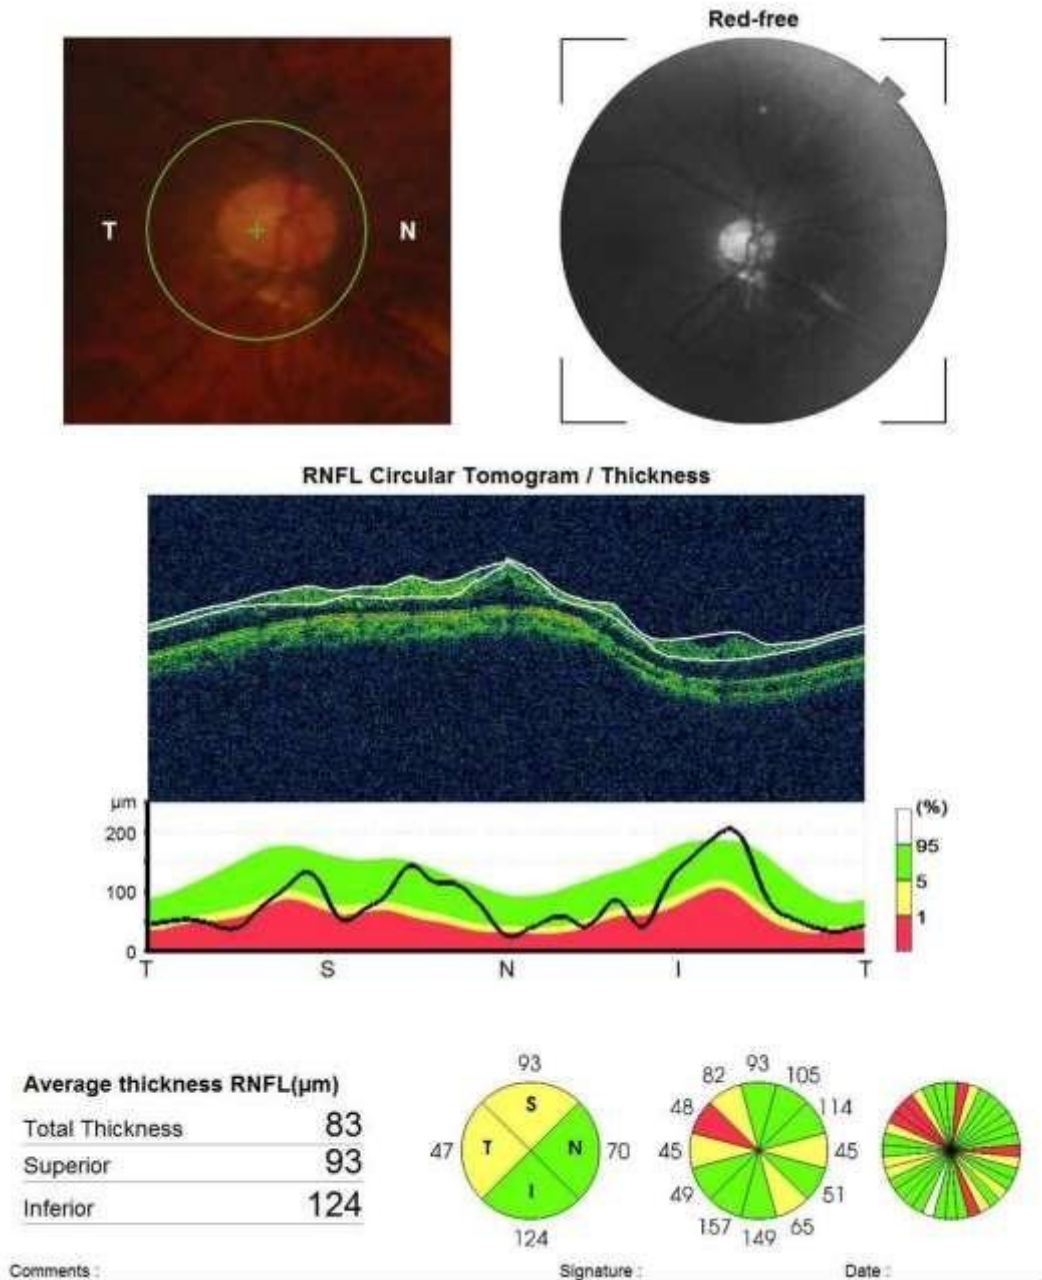 Red-free
T
N
RNFL Circular Tomogram / Thickness
µm
200
100
0
T
S
N
I
T
(%)
95
5
1
Average thickness RNFL(µm)
Total Thickness 83
Superior 93
Inferior 124
93
S
47 T N 70
I
124
93
82 105
48 114
45 45
49 51
157 65
149
Comments :
Signature :
Date :